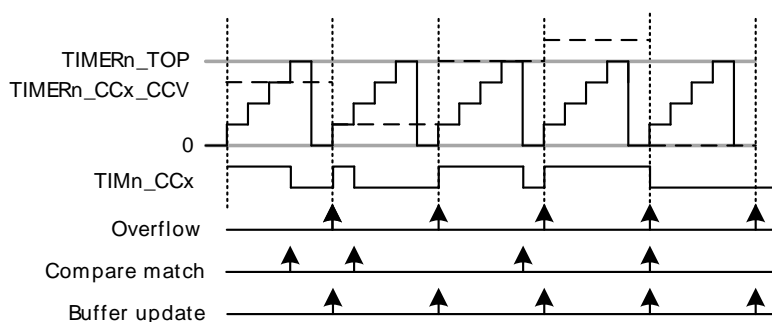 TIMERn_TOP
TIMERn_CCx_CCV
0
TIMn_CCx
Overflow
Compare match
Buffer update